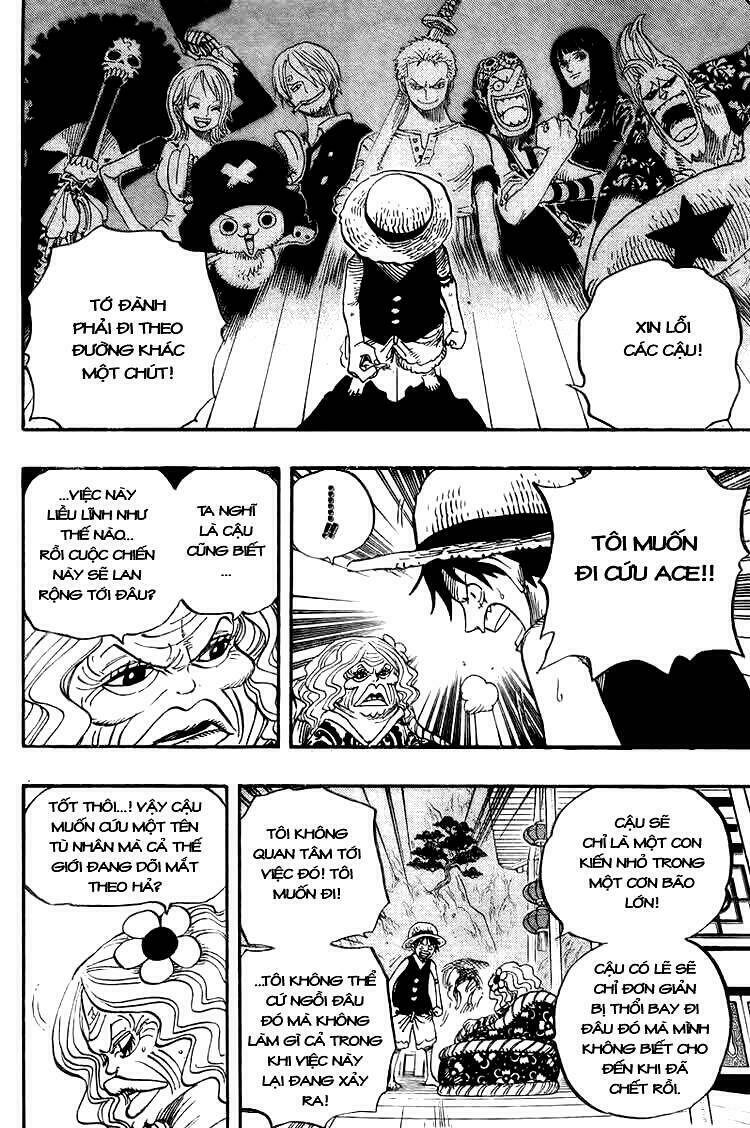 XIN LỖI
CÁC CẬU!
TỚ ĐÀNH
PHẢI ĐI THEO
ĐƯỜNG KHÁC
MỘT CHÚT!
TÔI MUỐN
ĐI CỨU ACE!!
TA NGHĨ
LÀ CẬU
CŨNG BIẾT
...
...VIỆC NÀY
LIỀU LĨNH NHƯ
THẾ NÀO...
RỒI CUỘC CHIẾN
NÀY SẼ LAN
RỘNG TỚI ĐÂU?
CẬU SẼ
CHỈ LÀ MỘT CON
KIẾN NHỎ TRONG
MỘT CƠN BÃO
LỚN!
CẬU CÓ LẼ SẼ
CHỈ ĐƠN GIẢN
BỊ THỔI BAY ĐI
ĐÂU ĐÓ MÀ MÌNH
KHÔNG BIẾT CHO
ĐẾN KHI ĐÃ
CHẾT RỒI.
TÔI KHÔNG
QUAN TÂM TỚI
VIỆC ĐÓ! TÔI
MUỐN ĐI!
...TÔI KHÔNG THỂ
CỨ NGỒI ĐÂU
ĐÓ MÀ KHÔNG
LÀM GÌ CẢ TRONG
KHI VIỆC NÀY
LẠI ĐANG XẢY
RA!
TỐT THÔI...! VẬY CẬU
MUỐN CỨU MỘT TÊN
TÙ NHÂN MÀ CẢ THẾ
GIỚI ĐANG DÕI MẮT
THEO HẢ?